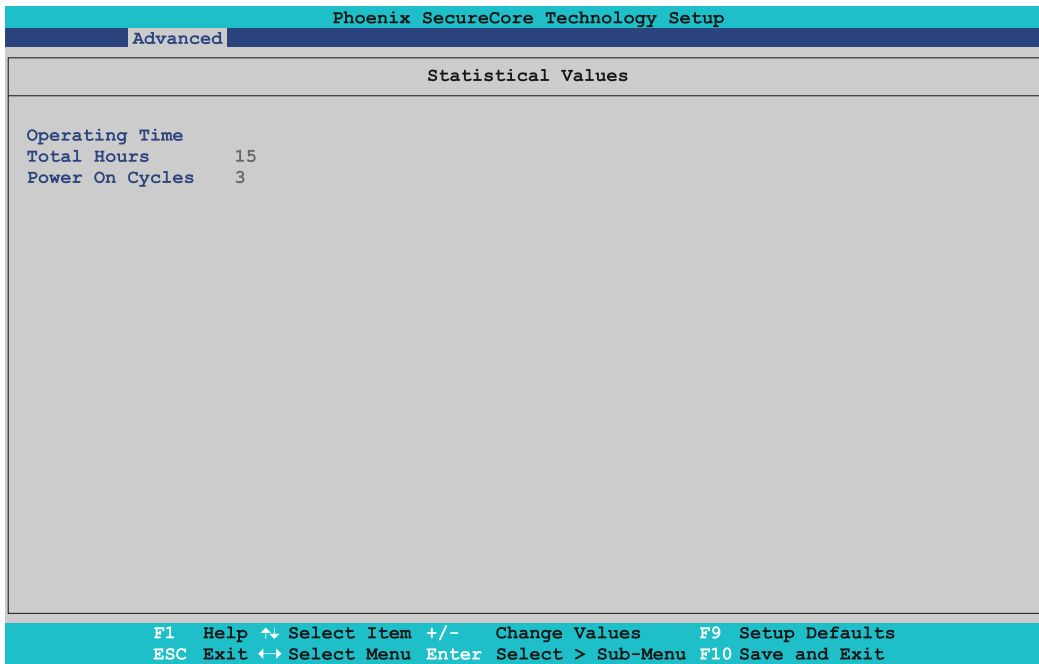 Phoenix SecureCore Technology Setup
Advanced
Statistical Values
Operating Time
Total Hours 15
Power On Cycles 3
F1 Help ↑↓ Select Item +/- Change Values F9 Setup Defaults
ESC Exit ←→ Select Menu Enter Select > Sub-Menu F10 Save and Exit